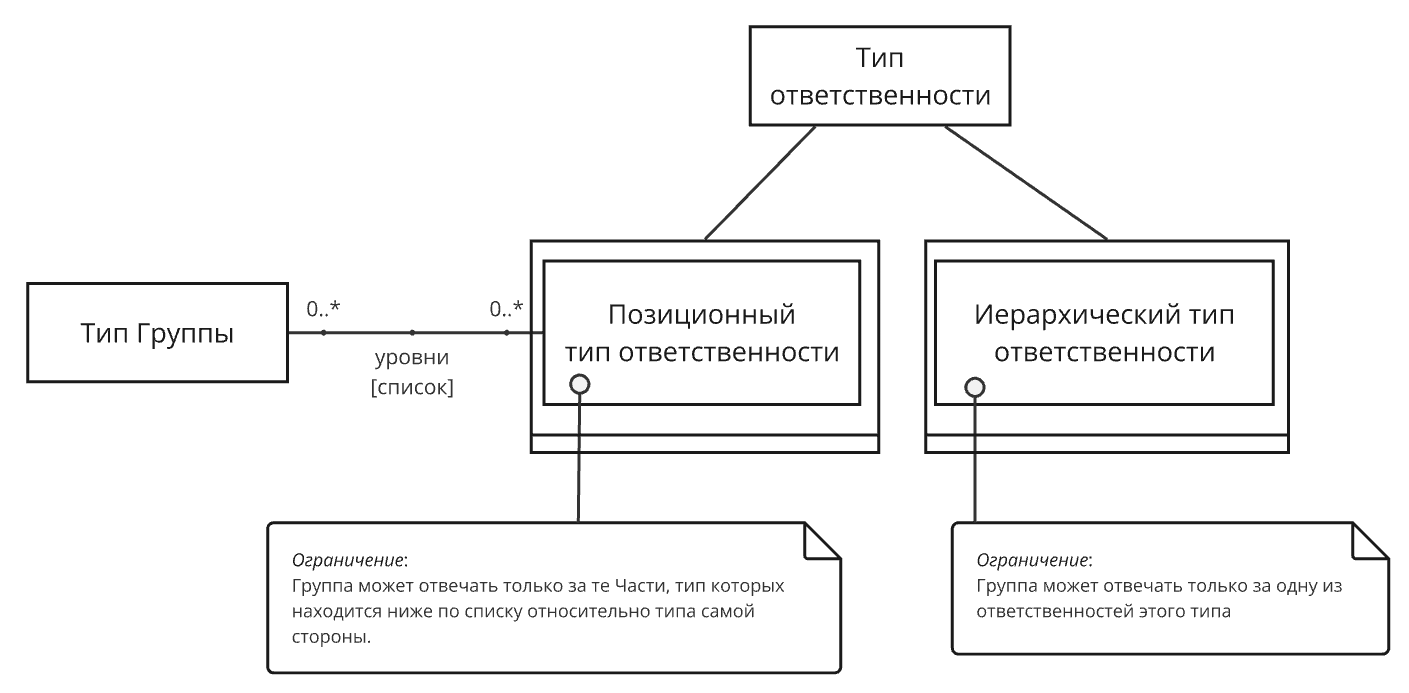 Тип
ответственности
Тип Группы
0..*
0..*
уровни
[список]
Позиционный
тип ответственности
Иерархический тип
ответственности
Ограничение:
Группа может отвечать только за те Части, тип которых
находится ниже по списку относительно типа самой
стороны.
Ограничение:
Группа может отвечать только за одну из
ответственностей этого типа